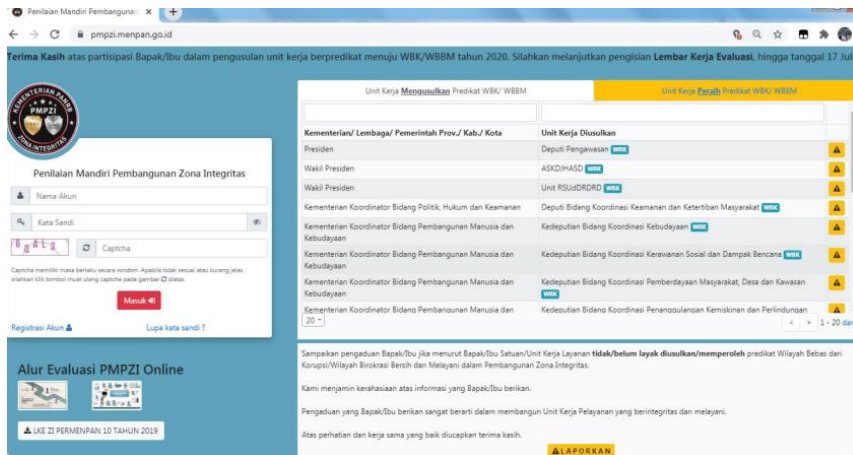 Penilaian Mandiri Pembangunan
pmpzi.menpan.go.id
Terima Kasih atas partisipasi Bapak/Ibu dalam pengusulan unit kerja berpredikat menuju WBK/WBBM tahun 2020. Silahkan melanjutkan pengisian Lembar Kerja Evaluasi, hingga tanggal 17 Jul
KEMENTERIAN PANRB
PMPZI
ZONA INTEGRITAS
Penilaian Mandiri Pembangunan Zona Integritas
Nama Akun
Kata Sandi
Captcha
Captcha memiliki masa berlaku secara random. Apabila tidak sesuai atau kurang jelas,
silahkan klik tombol muat ulang captcha pada gambar diatas.
Masuk
Registrasi Akun
Lupa kata sandi ?
Alur Evaluasi PMPZI Online
LKE ZI PERMENPAN 10 TAHUN 2019
Unit Kerja Mengusulkan Predikat WBK/ WBBM
Unit Kerja Peraih Predikat WBK/ WBBM
Kementerian/ Lembaga/ Pemerintah Prov./ Kab./ Kota Unit Kerja Diusulkan
Presiden Deputi Pengawasan WBK
Wakil Presiden ASKDJHASD WBK
Wakil Presiden Unit RSUdDRDRD WBK
Kementerian Koordinator Bidang Politik, Hukum dan Keamanan Deputi Bidang Koordinasi Keamanan dan Ketertiban Masyarakat WBK
Kementerian Koordinator Bidang Pembangunan Manusia dan Kedeputian Bidang Koordinasi Kebudayaan WBK
Kebudayaan
Kementerian Koordinator Bidang Pembangunan Manusia dan Kedeputian Bidang Koordinasi Kerawanan Sosial dan Dampak Bencana WBK
Kebudayaan
Kementerian Koordinator Bidang Pembangunan Manusia dan Kedeputian Bidang Koordinasi Pemberdayaan Masyarakat, Desa dan Kawasan
Kebudayaan WBK
Kementerian Koordinator Bidang Pembangunan Manusia dan Kedeputian Bidang Koordinasi Penanggulangan Kemiskinan dan Perlindungan
20
< > 1 - 20 dar
Sampaikan pengaduan Bapak/Ibu jika menurut Bapak/Ibu Satuan/Unit Kerja Layanan tidak/belum layak diusulkan/memperoleh predikat Wilayah Bebas dari
Korupsi/Wilayah Birokrasi Bersih dan Melayani dalam Pembangunan Zona Integritas.
Kami menjamin kerahasiaan atas informasi yang Bapak/Ibu berikan.
Pengaduan yang Bapak/Ibu berikan sangat berarti dalam membangun Unit Kerja Pelayanan yang berintegritas dan melayani.
Atas perhatian dan kerja sama yang baik diucapkan terima kasih.
LAPORKAN